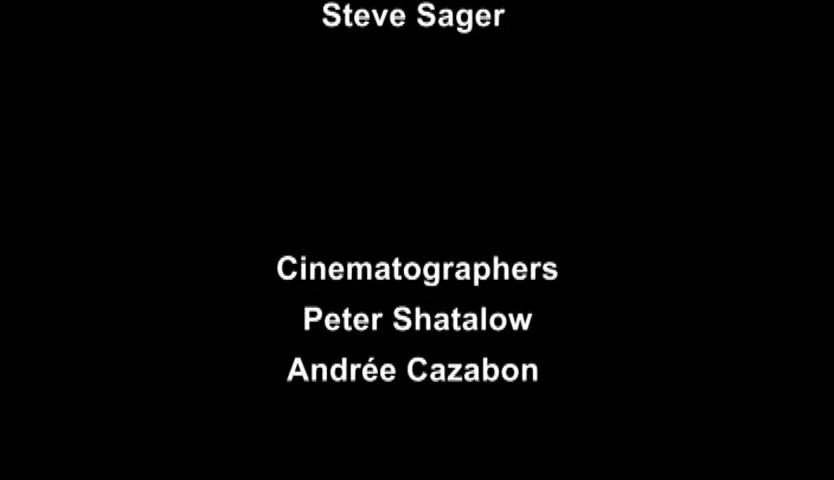 Steve Sager
Cinematographers
Peter Shatalow
Andrée Cazabon